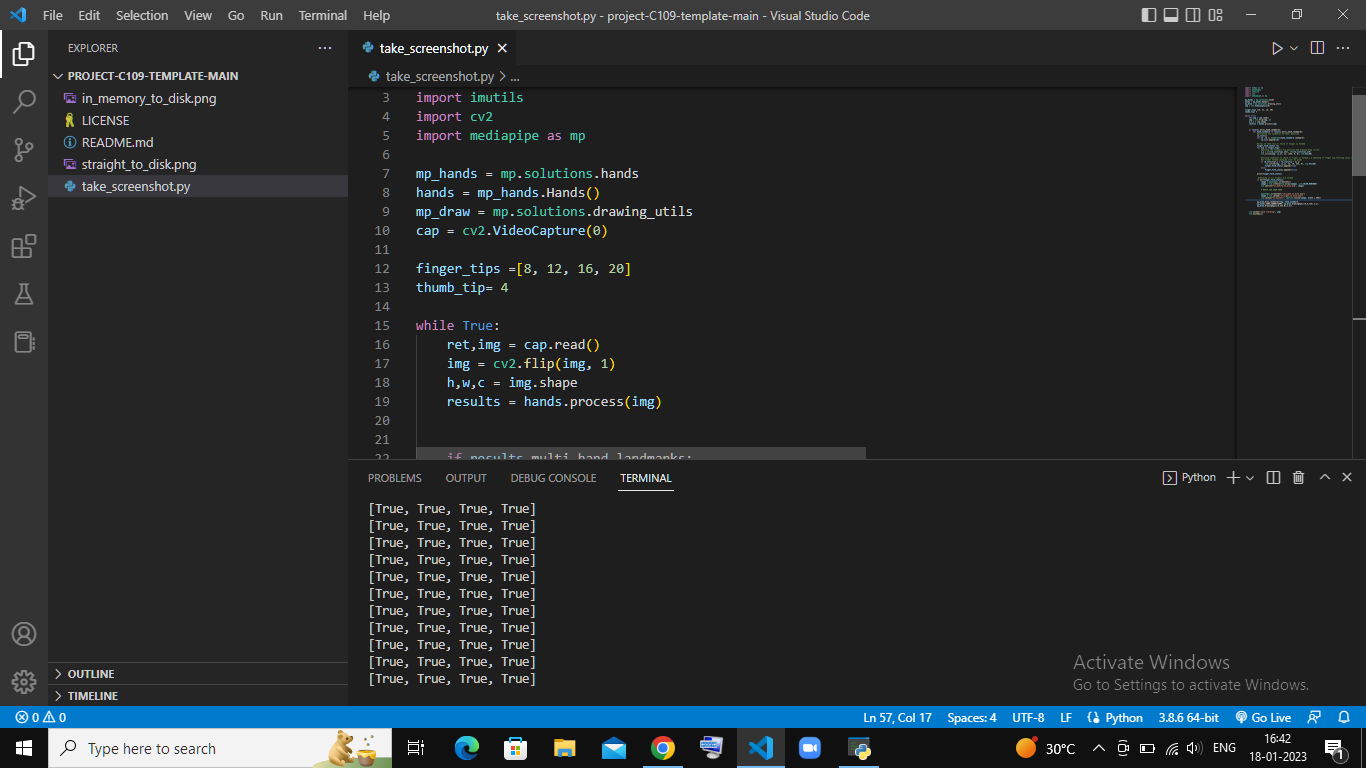 File Edit Selection View Go Run Terminal Help take_screenshot.py - project-C109-template-main - Visual Studio Code
EXPLORER
PROJECT-C109-TEMPLATE-MAIN
in_memory_to_disk.png
LICENSE
README.md
straight_to_disk.png
take_screenshot.py
OUTLINE
TIMELINE
take_screenshot.py
take_screenshot.py > ...
3 import imutils
4 import cv2
5 import mediapipe as mp
6
7 mp_hands = mp.solutions.hands
8 hands = mp_hands.Hands()
9 mp_draw = mp.solutions.drawing_utils
10 cap = cv2.VideoCapture(0)
11
12 finger_tips =[8, 12, 16, 20]
13 thumb_tip= 4
14
15 while True:
16 ret,img = cap.read()
17 img = cv2.flip(img, 1)
18 h,w,c = img.shape
19 results = hands.process(img)
20
21
22 if results.multi_hand_landmarks:
PROBLEMS OUTPUT DEBUG CONSOLE TERMINAL Python
[True, True, True, True]
[True, True, True, True]
[True, True, True, True]
[True, True, True, True]
[True, True, True, True]
[True, True, True, True]
[True, True, True, True]
[True, True, True, True]
[True, True, True, True]
[True, True, True, True]
[True, True, True, True]
Activate Windows
Go to Settings to activate Windows.
0 0 Ln 57, Col 17 Spaces: 4 UTF-8 LF Python 3.8.6 64-bit Go Live
Type here to search 30°C ENG 16:42
18-01-2023
1